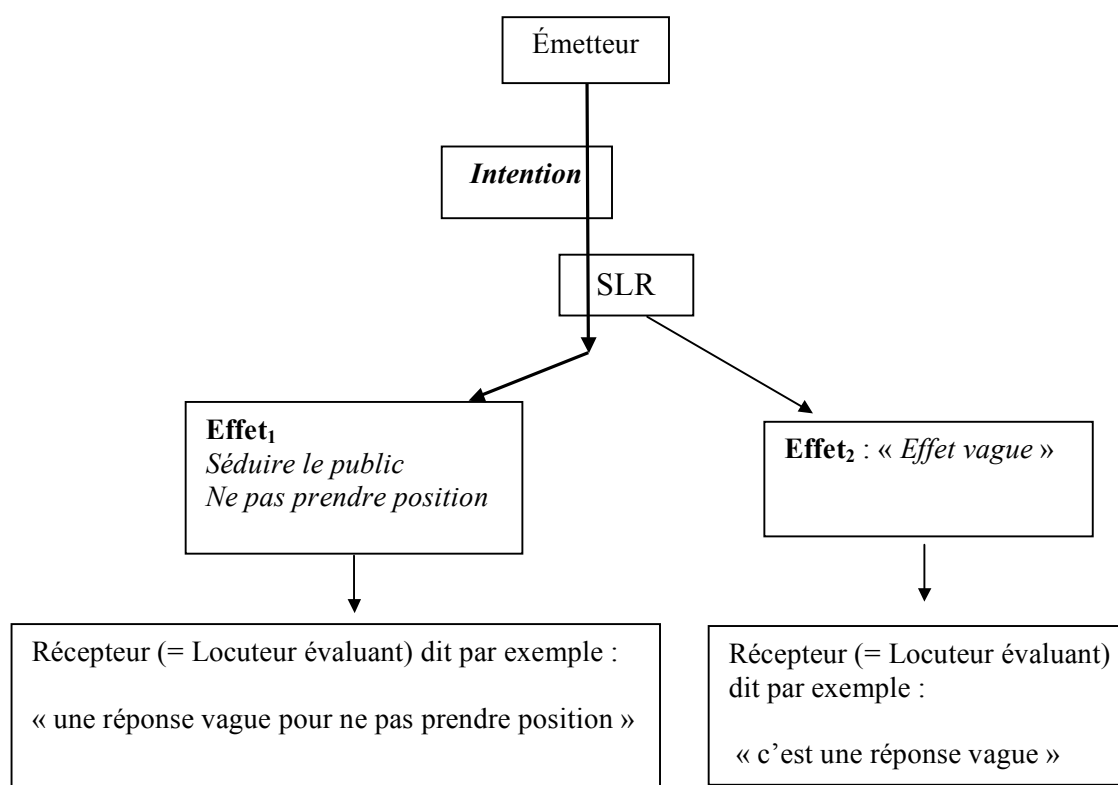 Émetteur
Intention
SLR
Effet₁
Séduire le public
Ne pas prendre position
Effet₂ : « Effet vague »
Récepteur (= Locuteur évaluant) dit par exemple :
« une réponse vague pour ne pas prendre position »
Récepteur (= Locuteur évaluant)
dit par exemple :
« c’est une réponse vague »